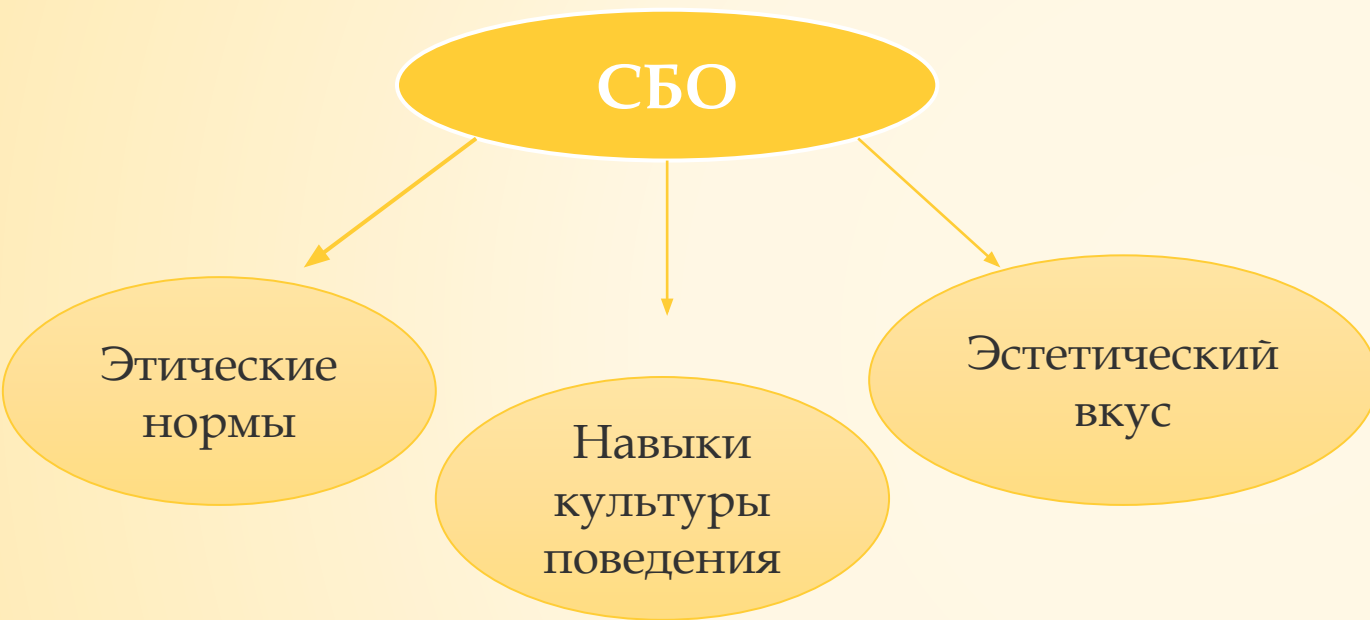 СБО
Этические
нормы
Навыки
культуры
поведения
Эстетический
вкус